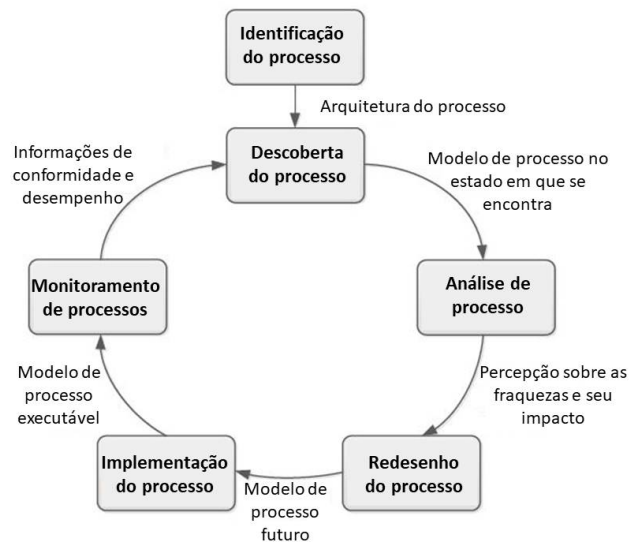 Identificação
do processo
Arquitetura do processo
Descoberta
do processo
Modelo de processo no
estado em que se
encontra
Análise de
processo
Percepção sobre as
fraquezas e seu
impacto
Redesenho
do processo
Modelo de
processo
futuro
Implementação
do processo
Modelo de
processo
executável
Monitoramento
de processos
Informações de
conformidade e
desempenho